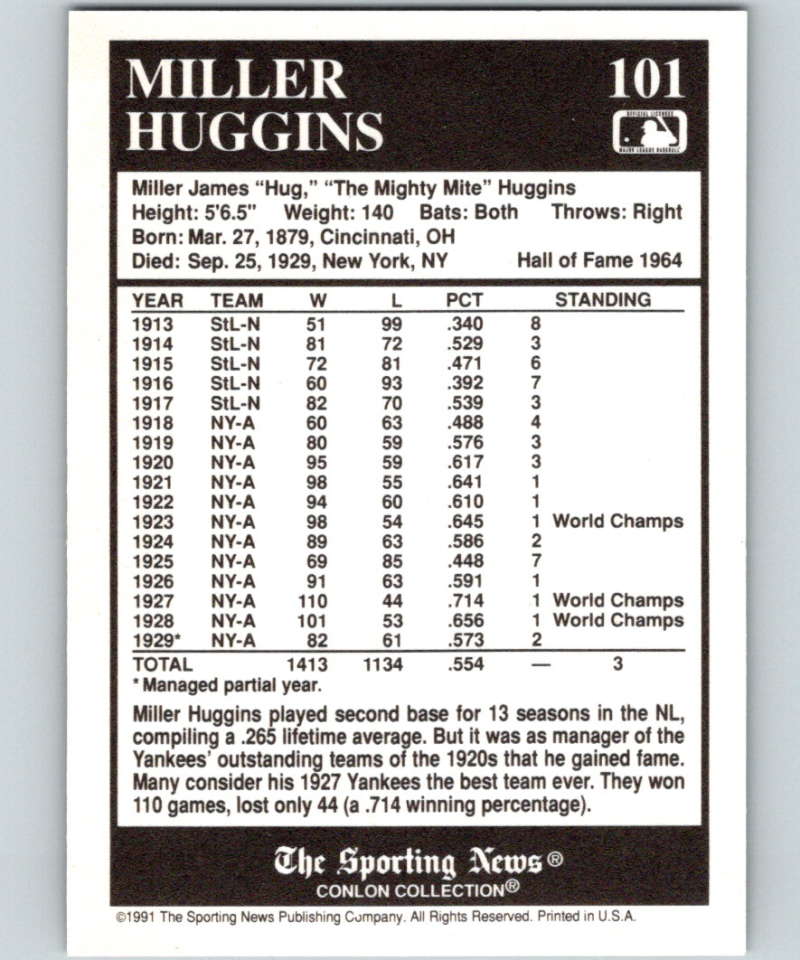 MILLER
HUGGINS
101
OFFICIAL LICENSEE
MAJOR LEAGUE BASEBALL
Miller James “Hug,” “The Mighty Mite” Huggins
Height: 5'6.5" Weight: 140 Bats: Both Throws: Right
Born: Mar. 27, 1879, Cincinnati, OH
Died: Sep. 25, 1929, New York, NY Hall of Fame 1964
YEAR TEAM W L PCT STANDING
1913 StL-N 51 99 .340 8
1914 StL-N 81 72 .529 3
1915 StL-N 72 81 .471 6
1916 StL-N 60 93 .392 7
1917 StL-N 82 70 .539 3
1918 NY-A 60 63 .488 4
1919 NY-A 80 59 .576 3
1920 NY-A 95 59 .617 3
1921 NY-A 98 55 .641 1
1922 NY-A 94 60 .610 1
1923 NY-A 98 54 .645 1 World Champs
1924 NY-A 89 63 .586 2
1925 NY-A 69 85 .448 7
1926 NY-A 91 63 .591 1
1927 NY-A 110 44 .714 1 World Champs
1928 NY-A 101 53 .656 1 World Champs
1929* NY-A 82 61 .573 2
TOTAL 1413 1134 .554 — 3
*Managed partial year.
Miller Huggins played second base for 13 seasons in the NL,
compiling a .265 lifetime average. But it was as manager of the
Yankees' outstanding teams of the 1920s that he gained fame.
Many consider his 1927 Yankees the best team ever. They won
110 games, lost only 44 (a .714 winning percentage).
The Sporting News®
CONLON COLLECTION®
©1991 The Sporting News Publishing Company. All Rights Reserved. Printed in U.S.A.